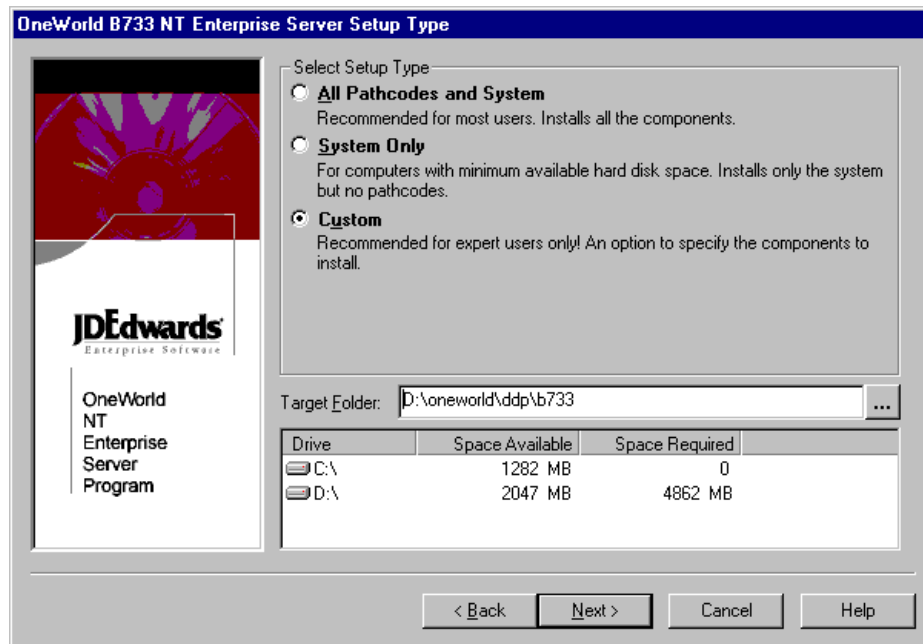 OneWorld B733 NT Enterprise Server Setup Type
Select Setup Type
All Pathcodes and System
Recommended for most users. Installs all the components.
System Only
For computers with minimum available hard disk space. Installs only the system
but no pathcodes.
Custom
Recommended for expert users only! An option to specify the components to
install.
JDEdwards
Enterprise Software
OneWorld
NT
Enterprise
Server
Program
Target Folder: D:\oneworld\ddp\b733 ...
Drive Space Available Space Required
C:\ 1282 MB 0
D:\ 2047 MB 4862 MB
< Back Next > Cancel Help